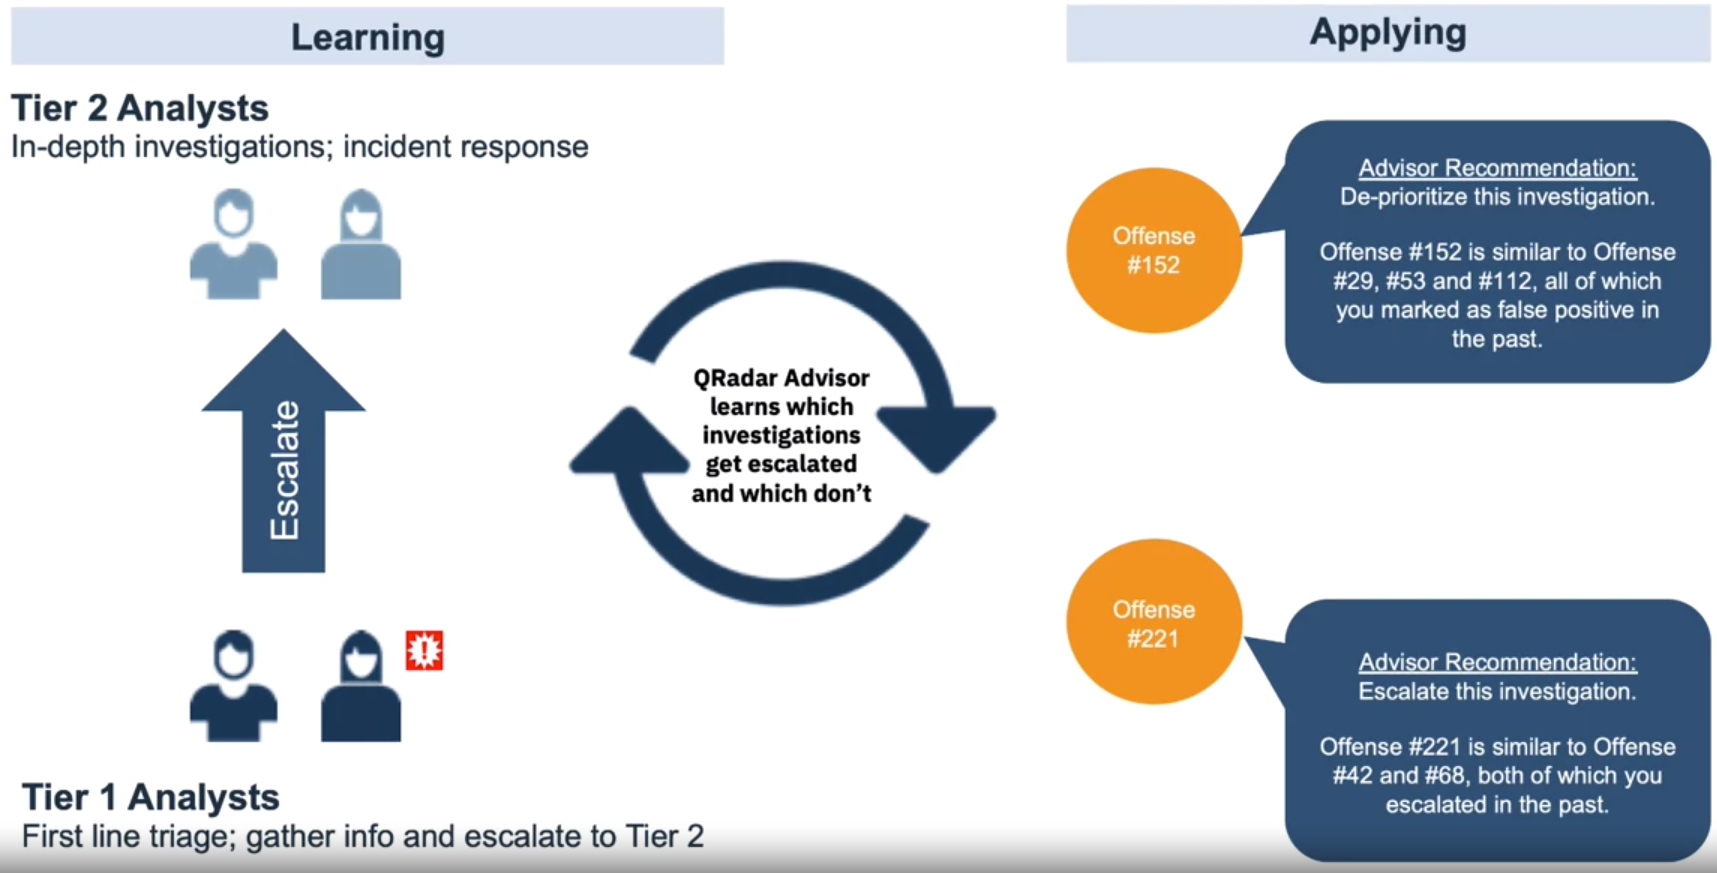 Learning
Tier 2 Analysts
In-depth investigations; incident response
Escalate
Tier 1 Analysts
First line triage; gather info and escalate to Tier 2
QRadar Advisor
learns which
investigations
get escalated
and which don’t
Applying
Offense
#152
Advisor Recommendation:
De-prioritize this investigation.
Offense #152 is similar to Offense
#29, #53 and #112, all of which
you marked as false positive in
the past.
Offense
#221
Advisor Recommendation:
Escalate this investigation.
Offense #221 is similar to Offense
#42 and #68, both of which you
escalated in the past.